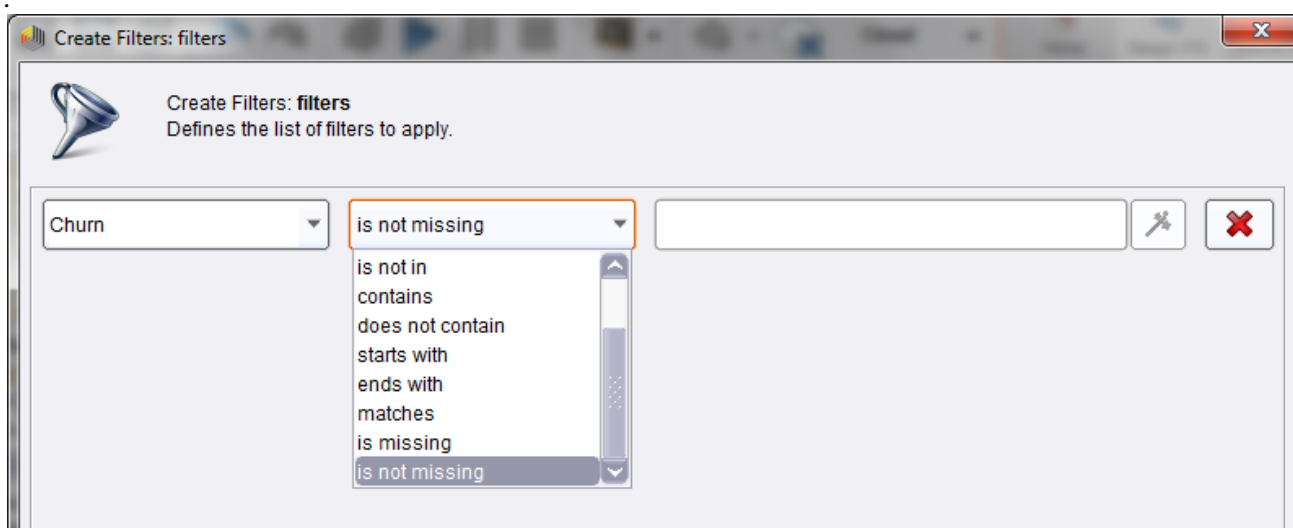 .
Create Filters: filters
Create Filters: filters
Defines the list of filters to apply.
Churn
is not missing
is not in
contains
does not contain
starts with
ends with
matches
is missing
is not missing